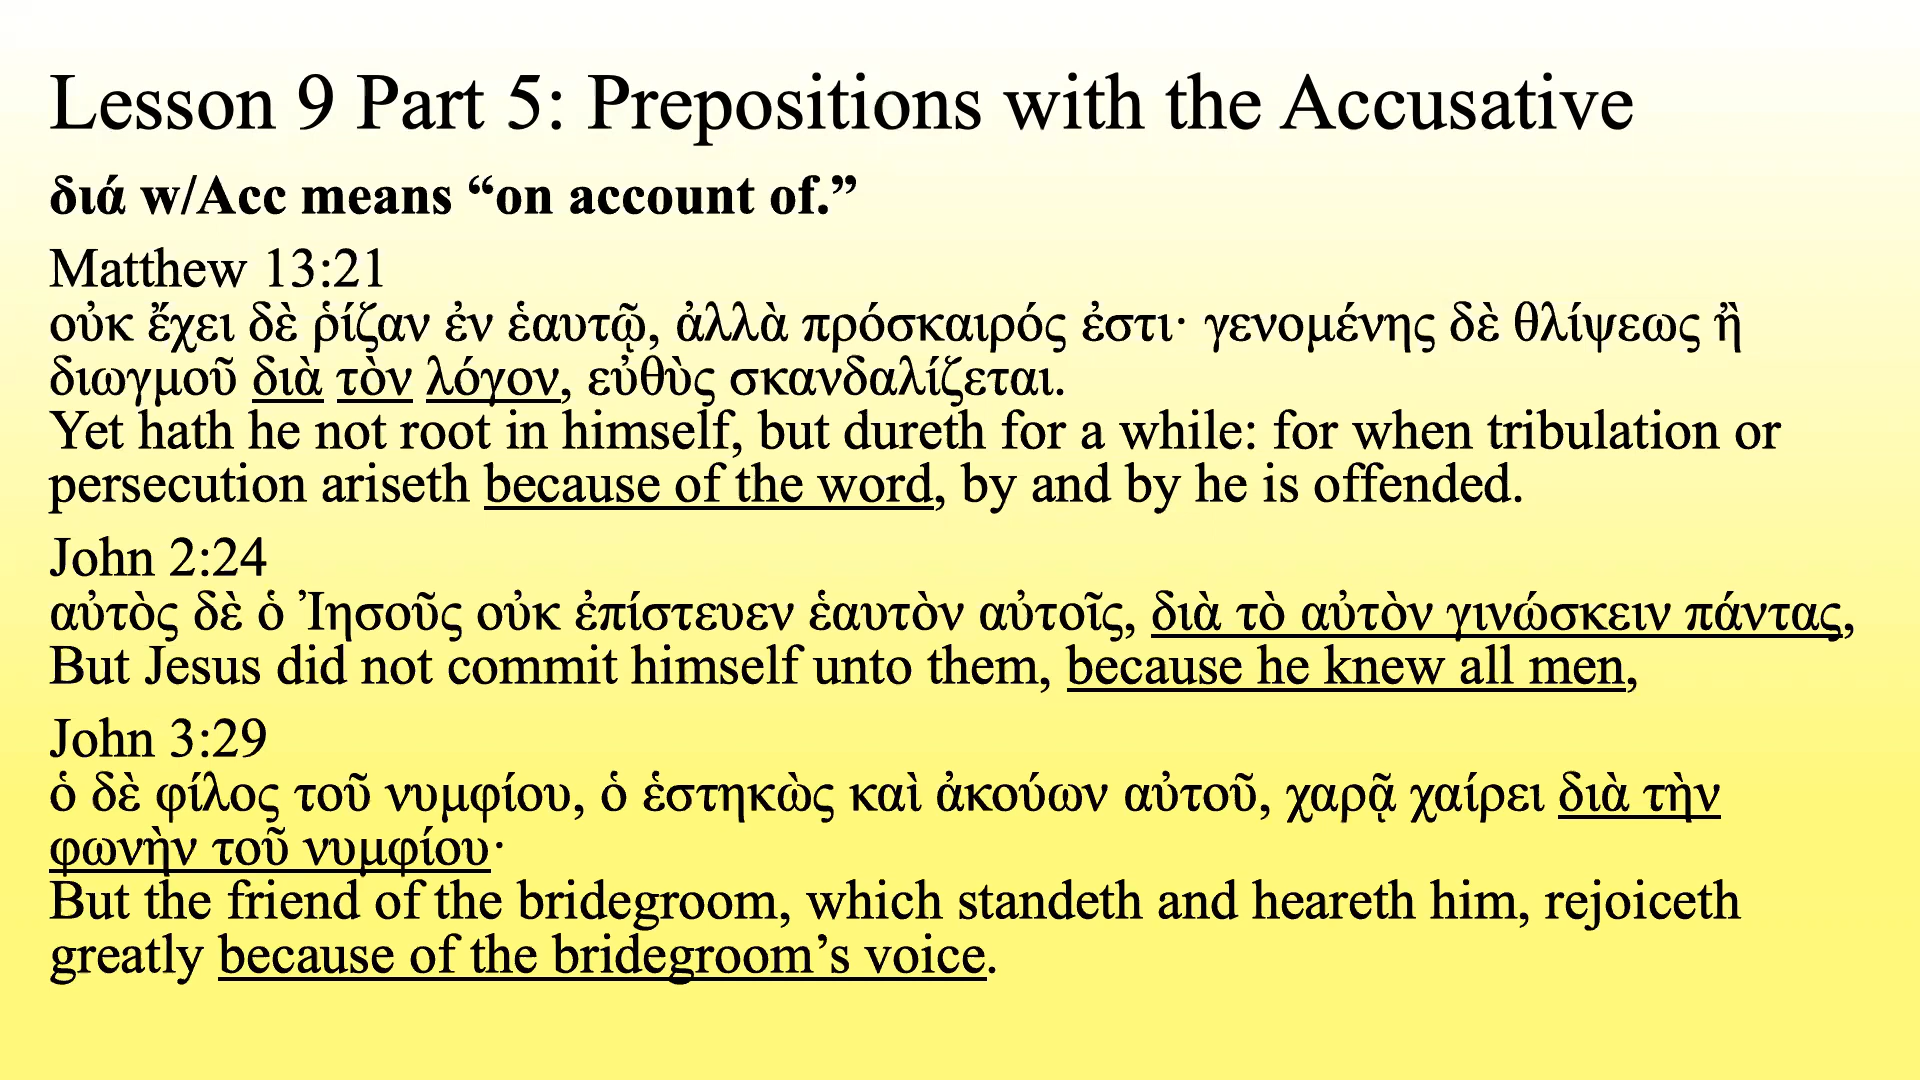 Lesson 9 Part 5: Prepositions with the Accusative
διά w/Acc means “on account of.”
Matthew 13:21
οὐκ ἔχει δὲ ῥίζαν ἐν ἑαυτῷ, ἀλλὰ πρόσκαιρός ἐστι· γενομένης δὲ θλίψεως ἢ
διωγμοῦ διὰ τὸν λόγον, εὐθὺς σκανδαλίζεται.
Yet hath he not root in himself, but dureth for a while: for when tribulation or
persecution ariseth because of the word, by and by he is offended.
John 2:24
αὐτὸς δὲ ὁ Ἰησοῦς οὐκ ἐπίστευεν ἑαυτὸν αὐτοῖς, διὰ τὸ αὐτὸν γινώσκειν πάντας,
But Jesus did not commit himself unto them, because he knew all men,
John 3:29
ὁ δὲ φίλος τοῦ νυμφίου, ὁ ἑστηκὼς καὶ ἀκούων αὐτοῦ, χαρᾷ χαίρει διὰ τὴν
φωνὴν τοῦ νυμφίου·
But the friend of the bridegroom, which standeth and heareth him, rejoiceth
greatly because of the bridegroom’s voice.